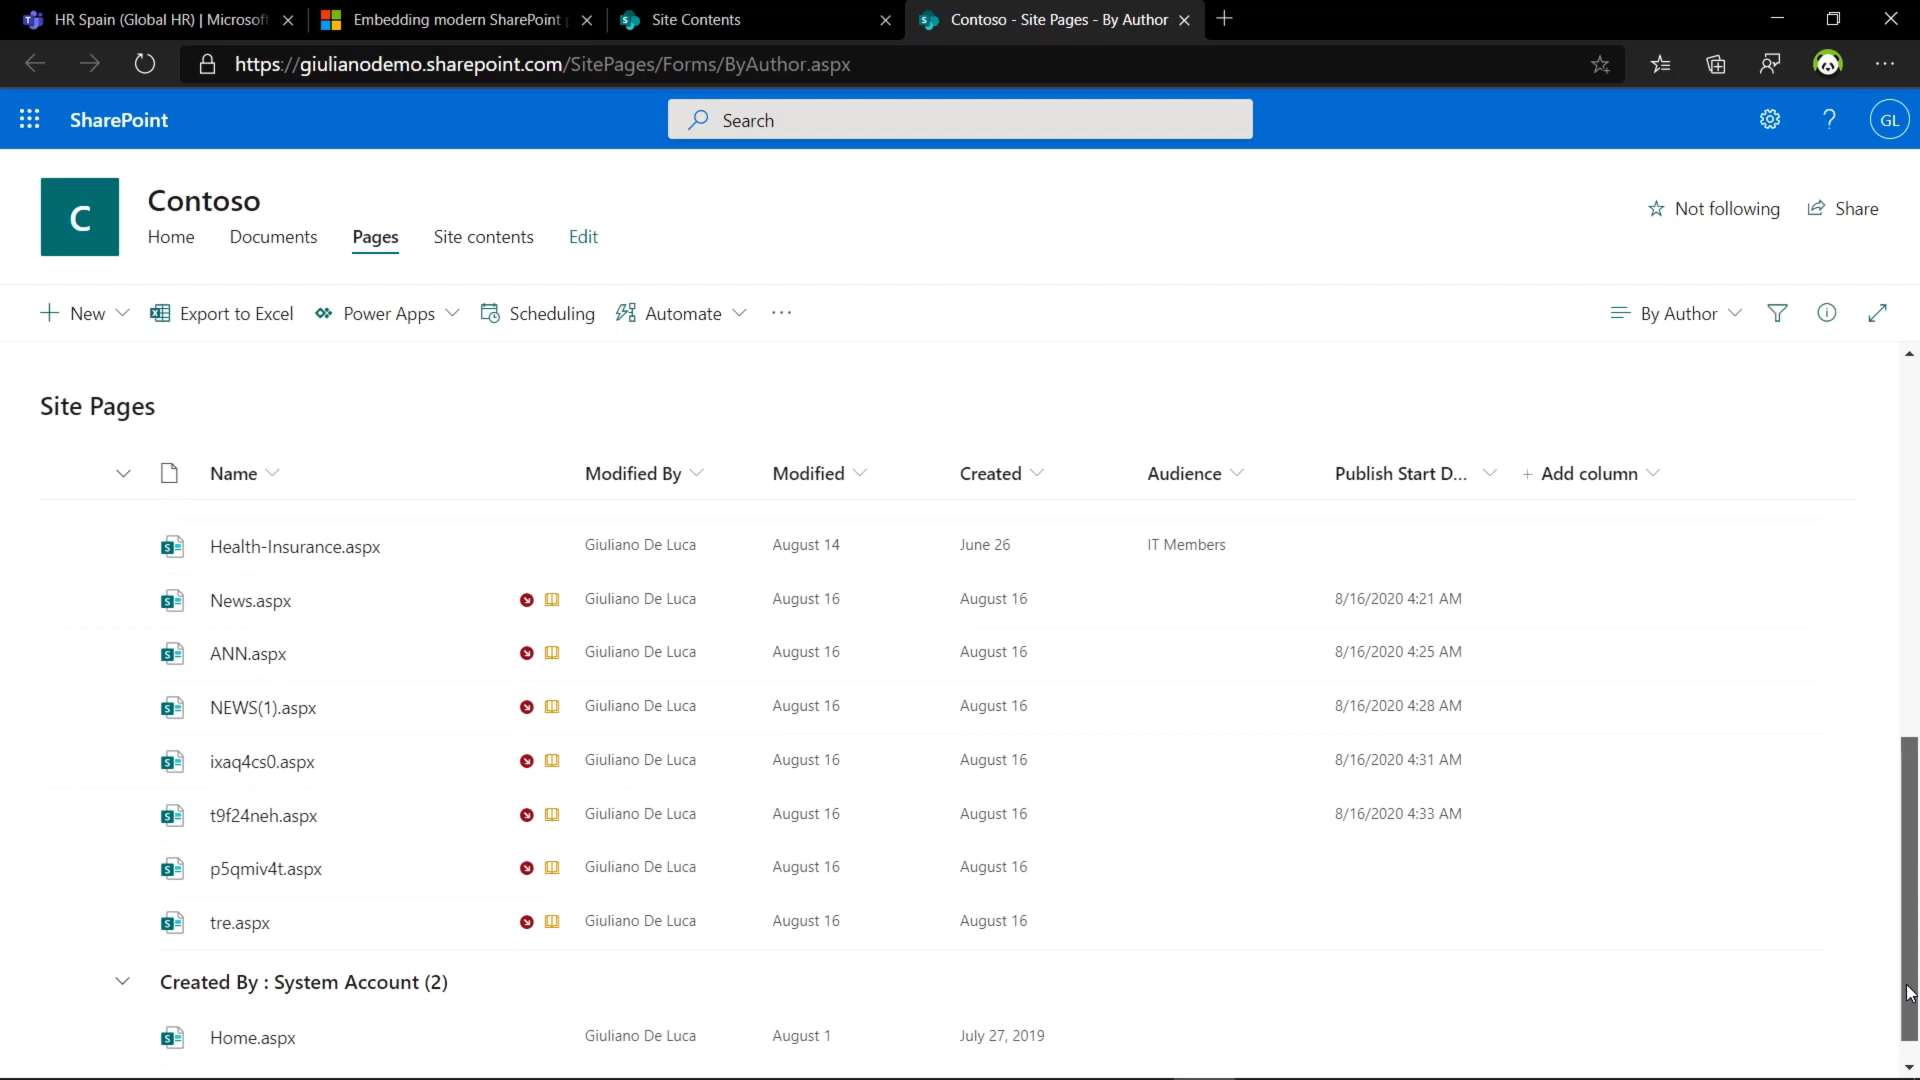 HR Spain (Global HR) | Microsoft
Embedding modern SharePoint
Site Contents
Contoso - Site Pages - By Author
https://giulianodemo.sharepoint.com/SitePages/Forms/ByAuthor.aspx
SharePoint
Search
?
GL
C
Contoso
Not following
Share
Home Documents Pages Site contents Edit
New Export to Excel Power Apps Scheduling Automate ··· By Author
Site Pages
Name Modified By Modified Created Audience Publish Start D... + Add column
Health-Insurance.aspx Giuliano De Luca August 14 June 26 IT Members
News.aspx Giuliano De Luca August 16 August 16 8/16/2020 4:21 AM
ANN.aspx Giuliano De Luca August 16 August 16 8/16/2020 4:25 AM
NEWS(1).aspx Giuliano De Luca August 16 August 16 8/16/2020 4:28 AM
ixaq4cs0.aspx Giuliano De Luca August 16 August 16 8/16/2020 4:31 AM
t9f24neh.aspx Giuliano De Luca August 16 August 16 8/16/2020 4:33 AM
p5qmiv4t.aspx Giuliano De Luca August 16 August 16
tre.aspx Giuliano De Luca August 16 August 16
Created By : System Account (2)
Home.aspx Giuliano De Luca August 1 July 27, 2019